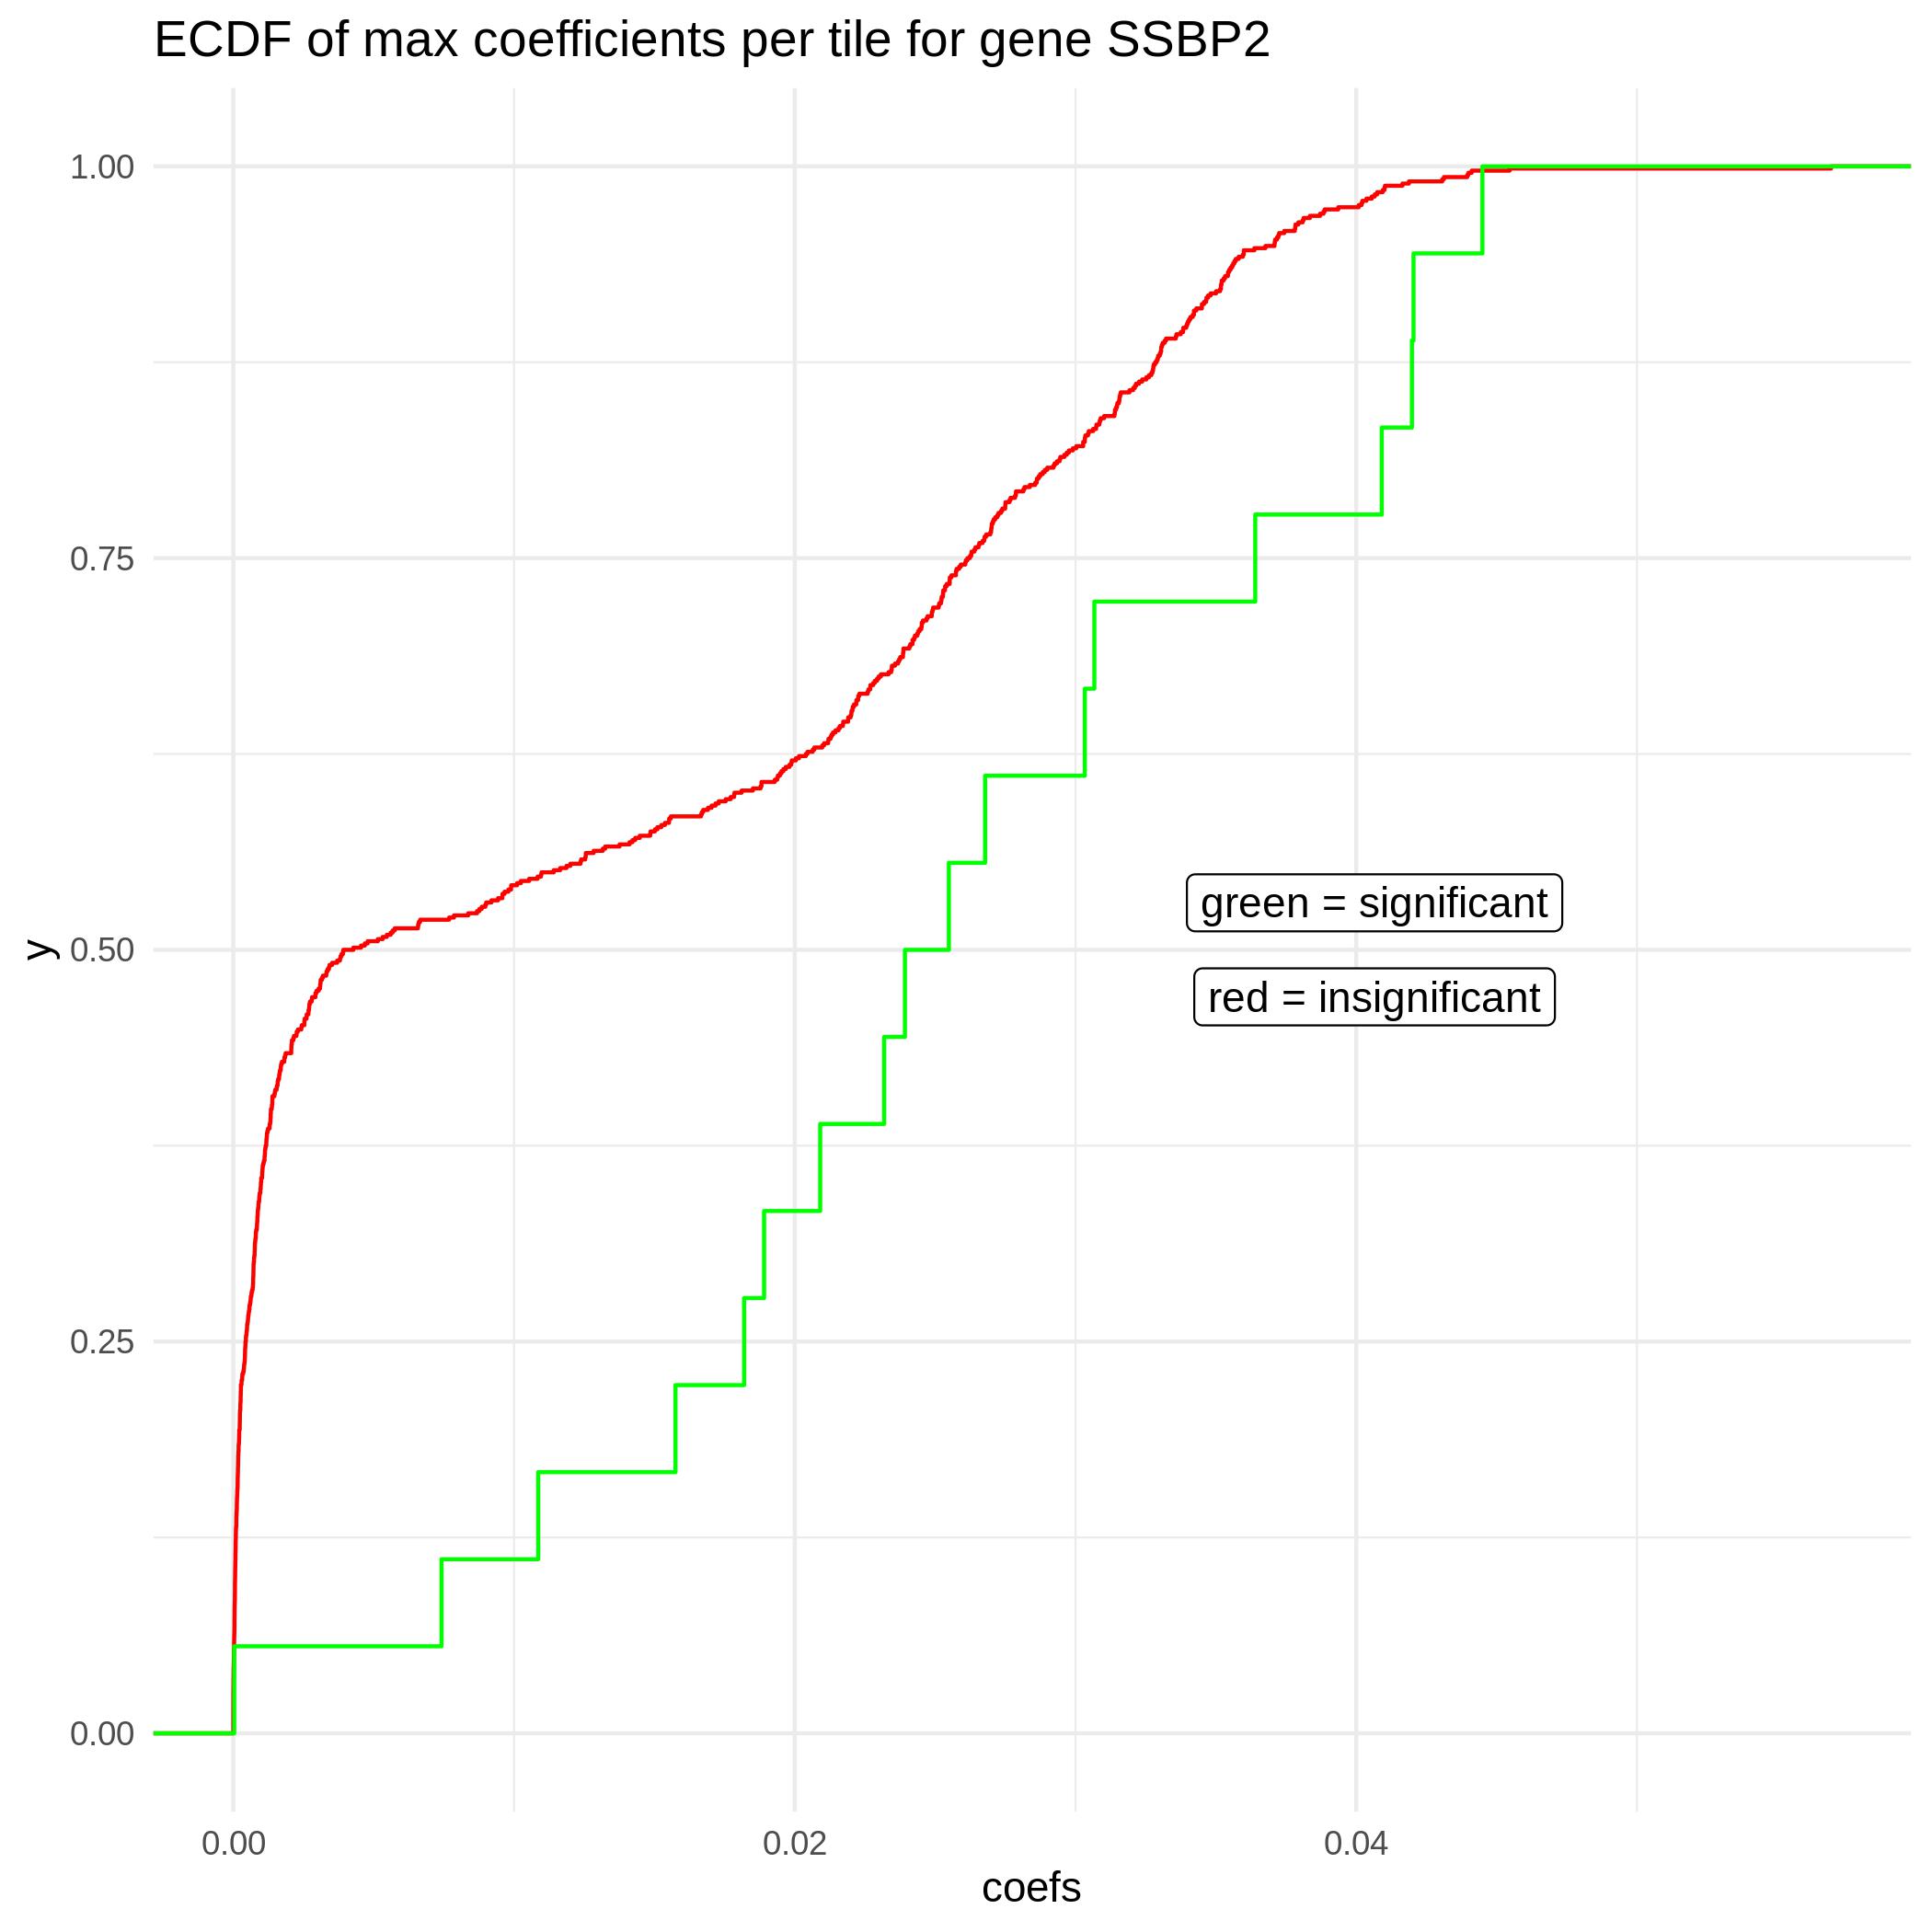 ECDF of max coefficients per tile for gene SSBP2
1.00
0.75
y
0.50
0.25
0.00
green = significant
red = insignificant
0.00
0.02
0.04
coefs